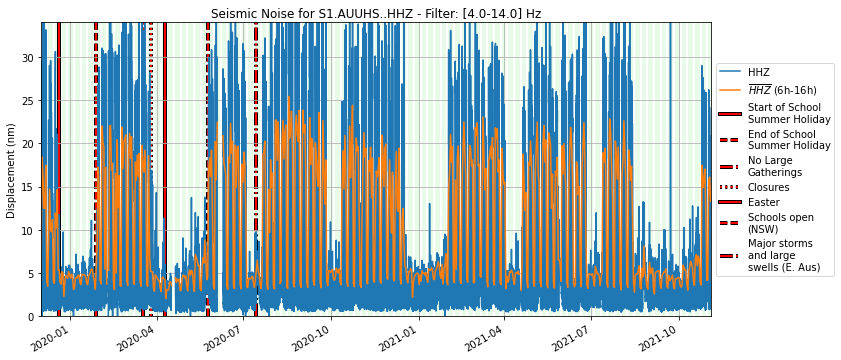 Seismic Noise for S1.AUUHS..HHZ - Filter: [4.0-14.0] Hz
Displacement (nm)
30
25
20
15
10
5
0
2020-01
2020-04
2020-07
2020-10
2021-01
2021-04
2021-07
2021-10
HHZ
HHZ (6h-16h)
Start of School
Summer Holiday
End of School
Summer Holiday
No Large
Gatherings
Closures
Easter
Schools open
(NSW)
Major storms
and large
swells (E. Aus)